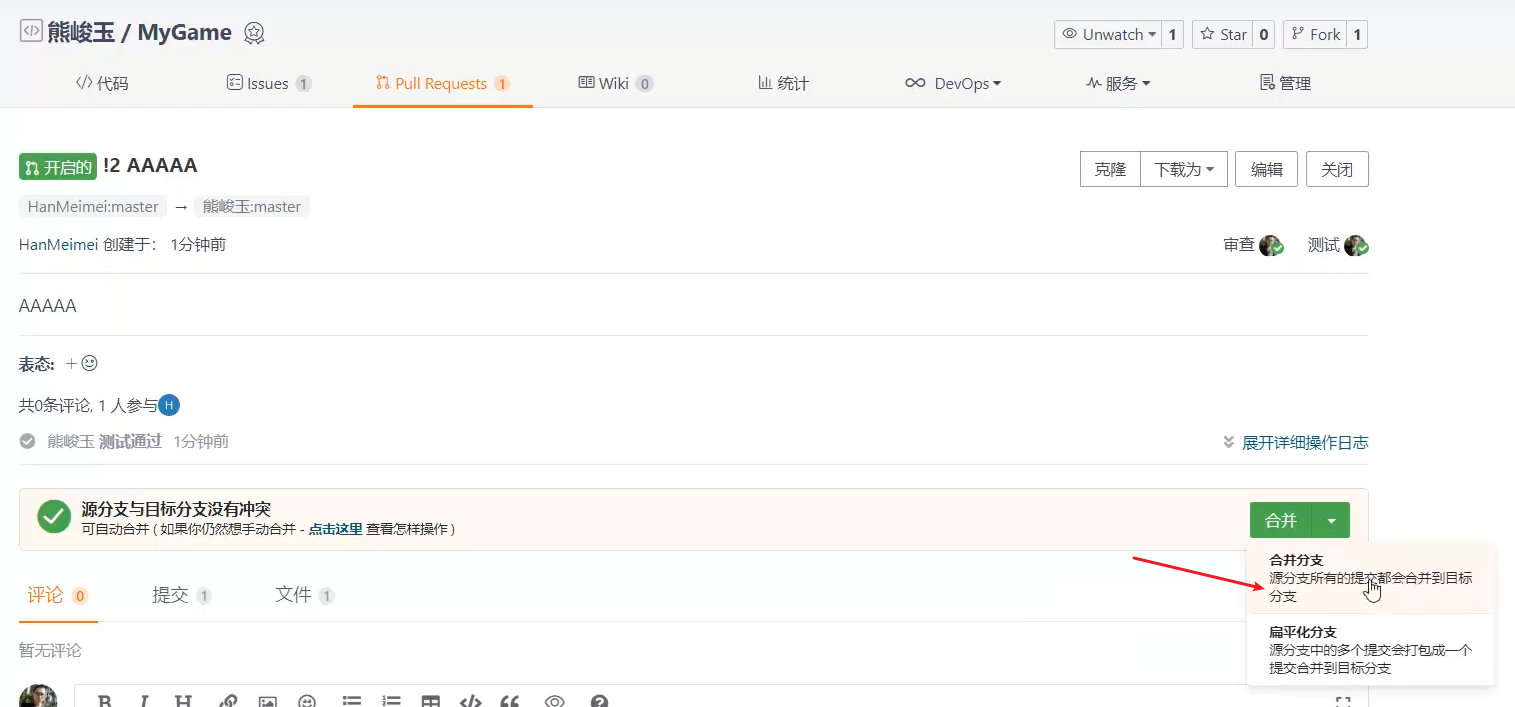 熊峻玉 / MyGame
Unwatch 1 Star 0 Fork 1
代码 Issues 1 Pull Requests 1 Wiki 0 统计 DevOps 服务 管理
开启的 !2 AAAAA
克隆 下载为 编辑 关闭
HanMeimei:master → 熊峻玉:master
HanMeimei 创建于： 1分钟前
审查 测试
AAAAA
表态:
共0条评论, 1 人参与 H
熊峻玉 测试通过 1分钟前
展开详细操作日志
源分支与目标分支没有冲突
可自动合并 ( 如果你仍然想手动合并 - 点击这里 查看怎样操作 )
合并
合并分支
源分支所有的提交都会合并到目标
分支
扁平化分支
源分支中的多个提交会打包成一个
提交合并到目标分支
评论 0 提交 1 文件 1
暂无评论
B I H